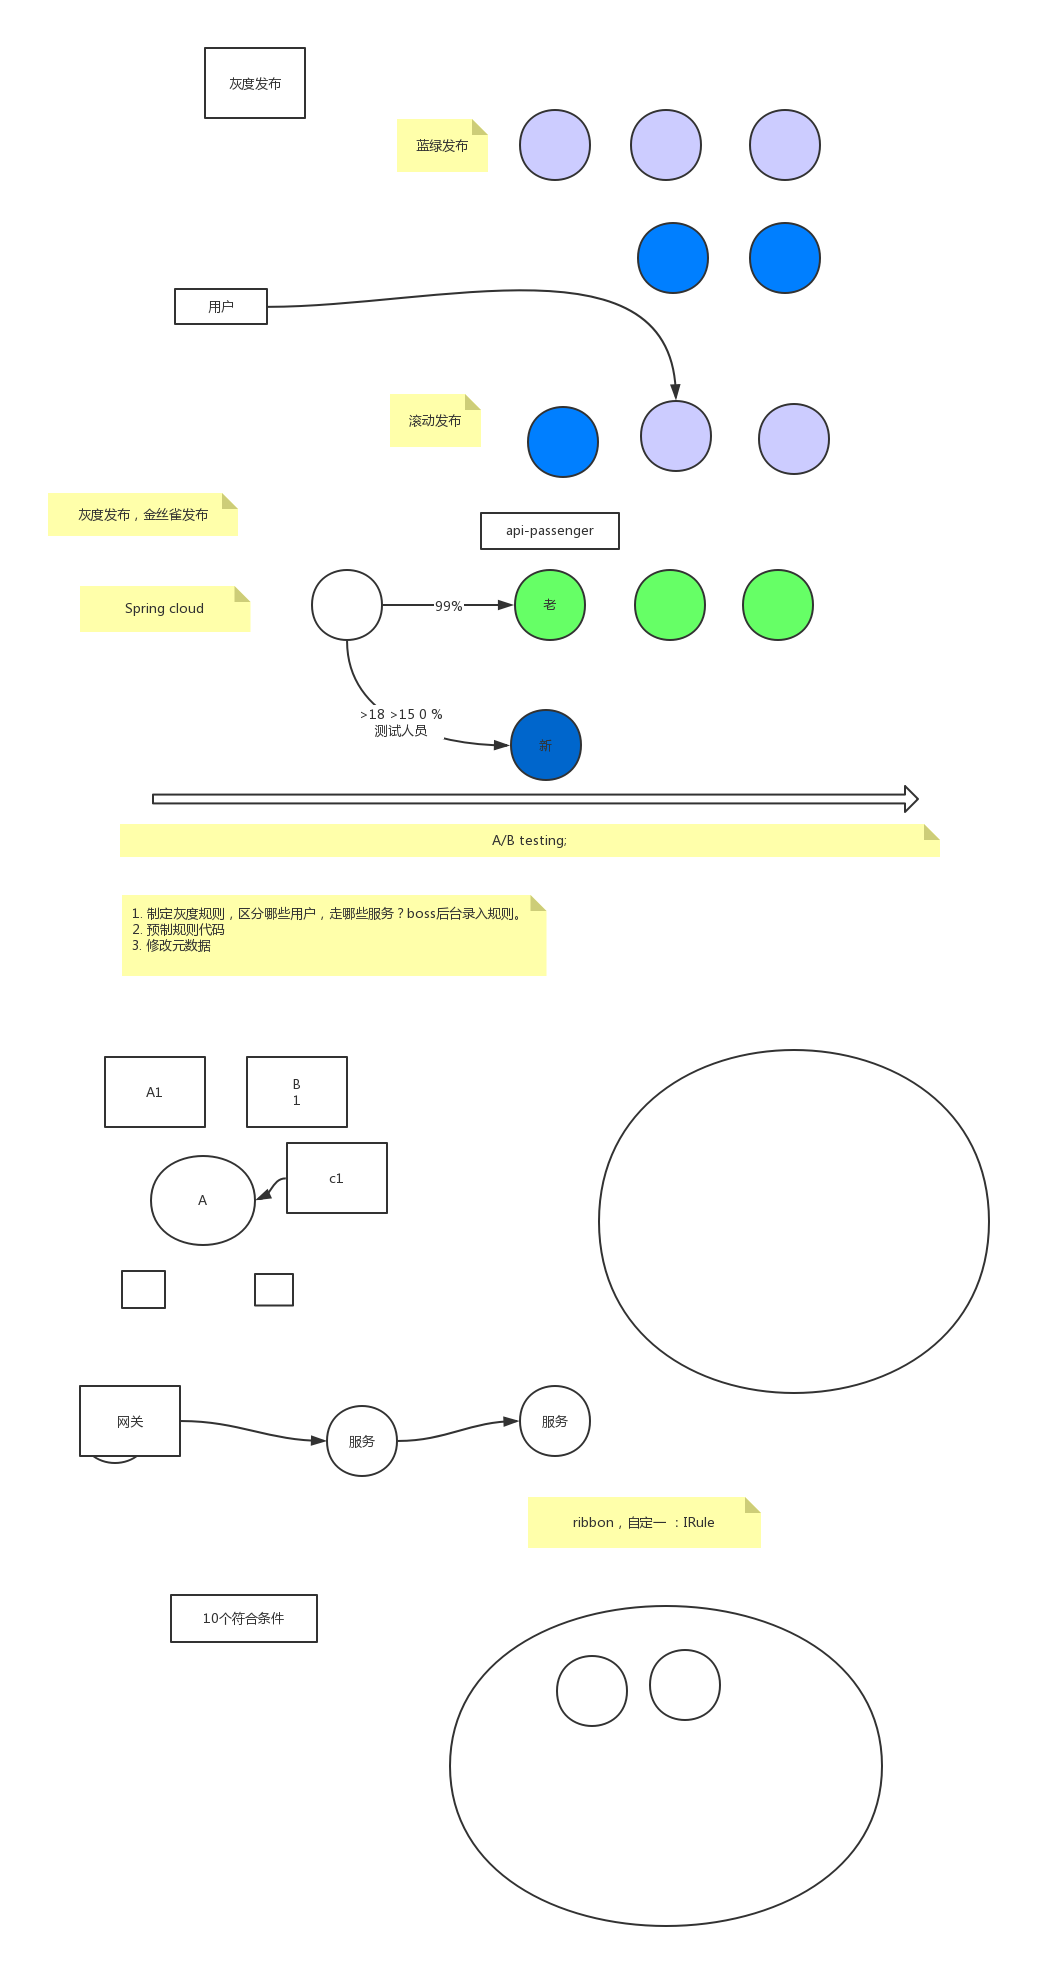 灰度发布
蓝绿发布
用户
滚动发布
灰度发布，金丝雀发布
api-passenger
Spring cloud
99%
老
>18 >15 0 %
测试人员
新
A/B testing;
1. 制定灰度规则，区分哪些用户，走哪些服务？boss后台录入规则。
2. 预制规则代码
3. 修改元数据
A1
B
1
c1
A
网关
服务
服务
ribbon，自定一 ：IRule
10个符合条件